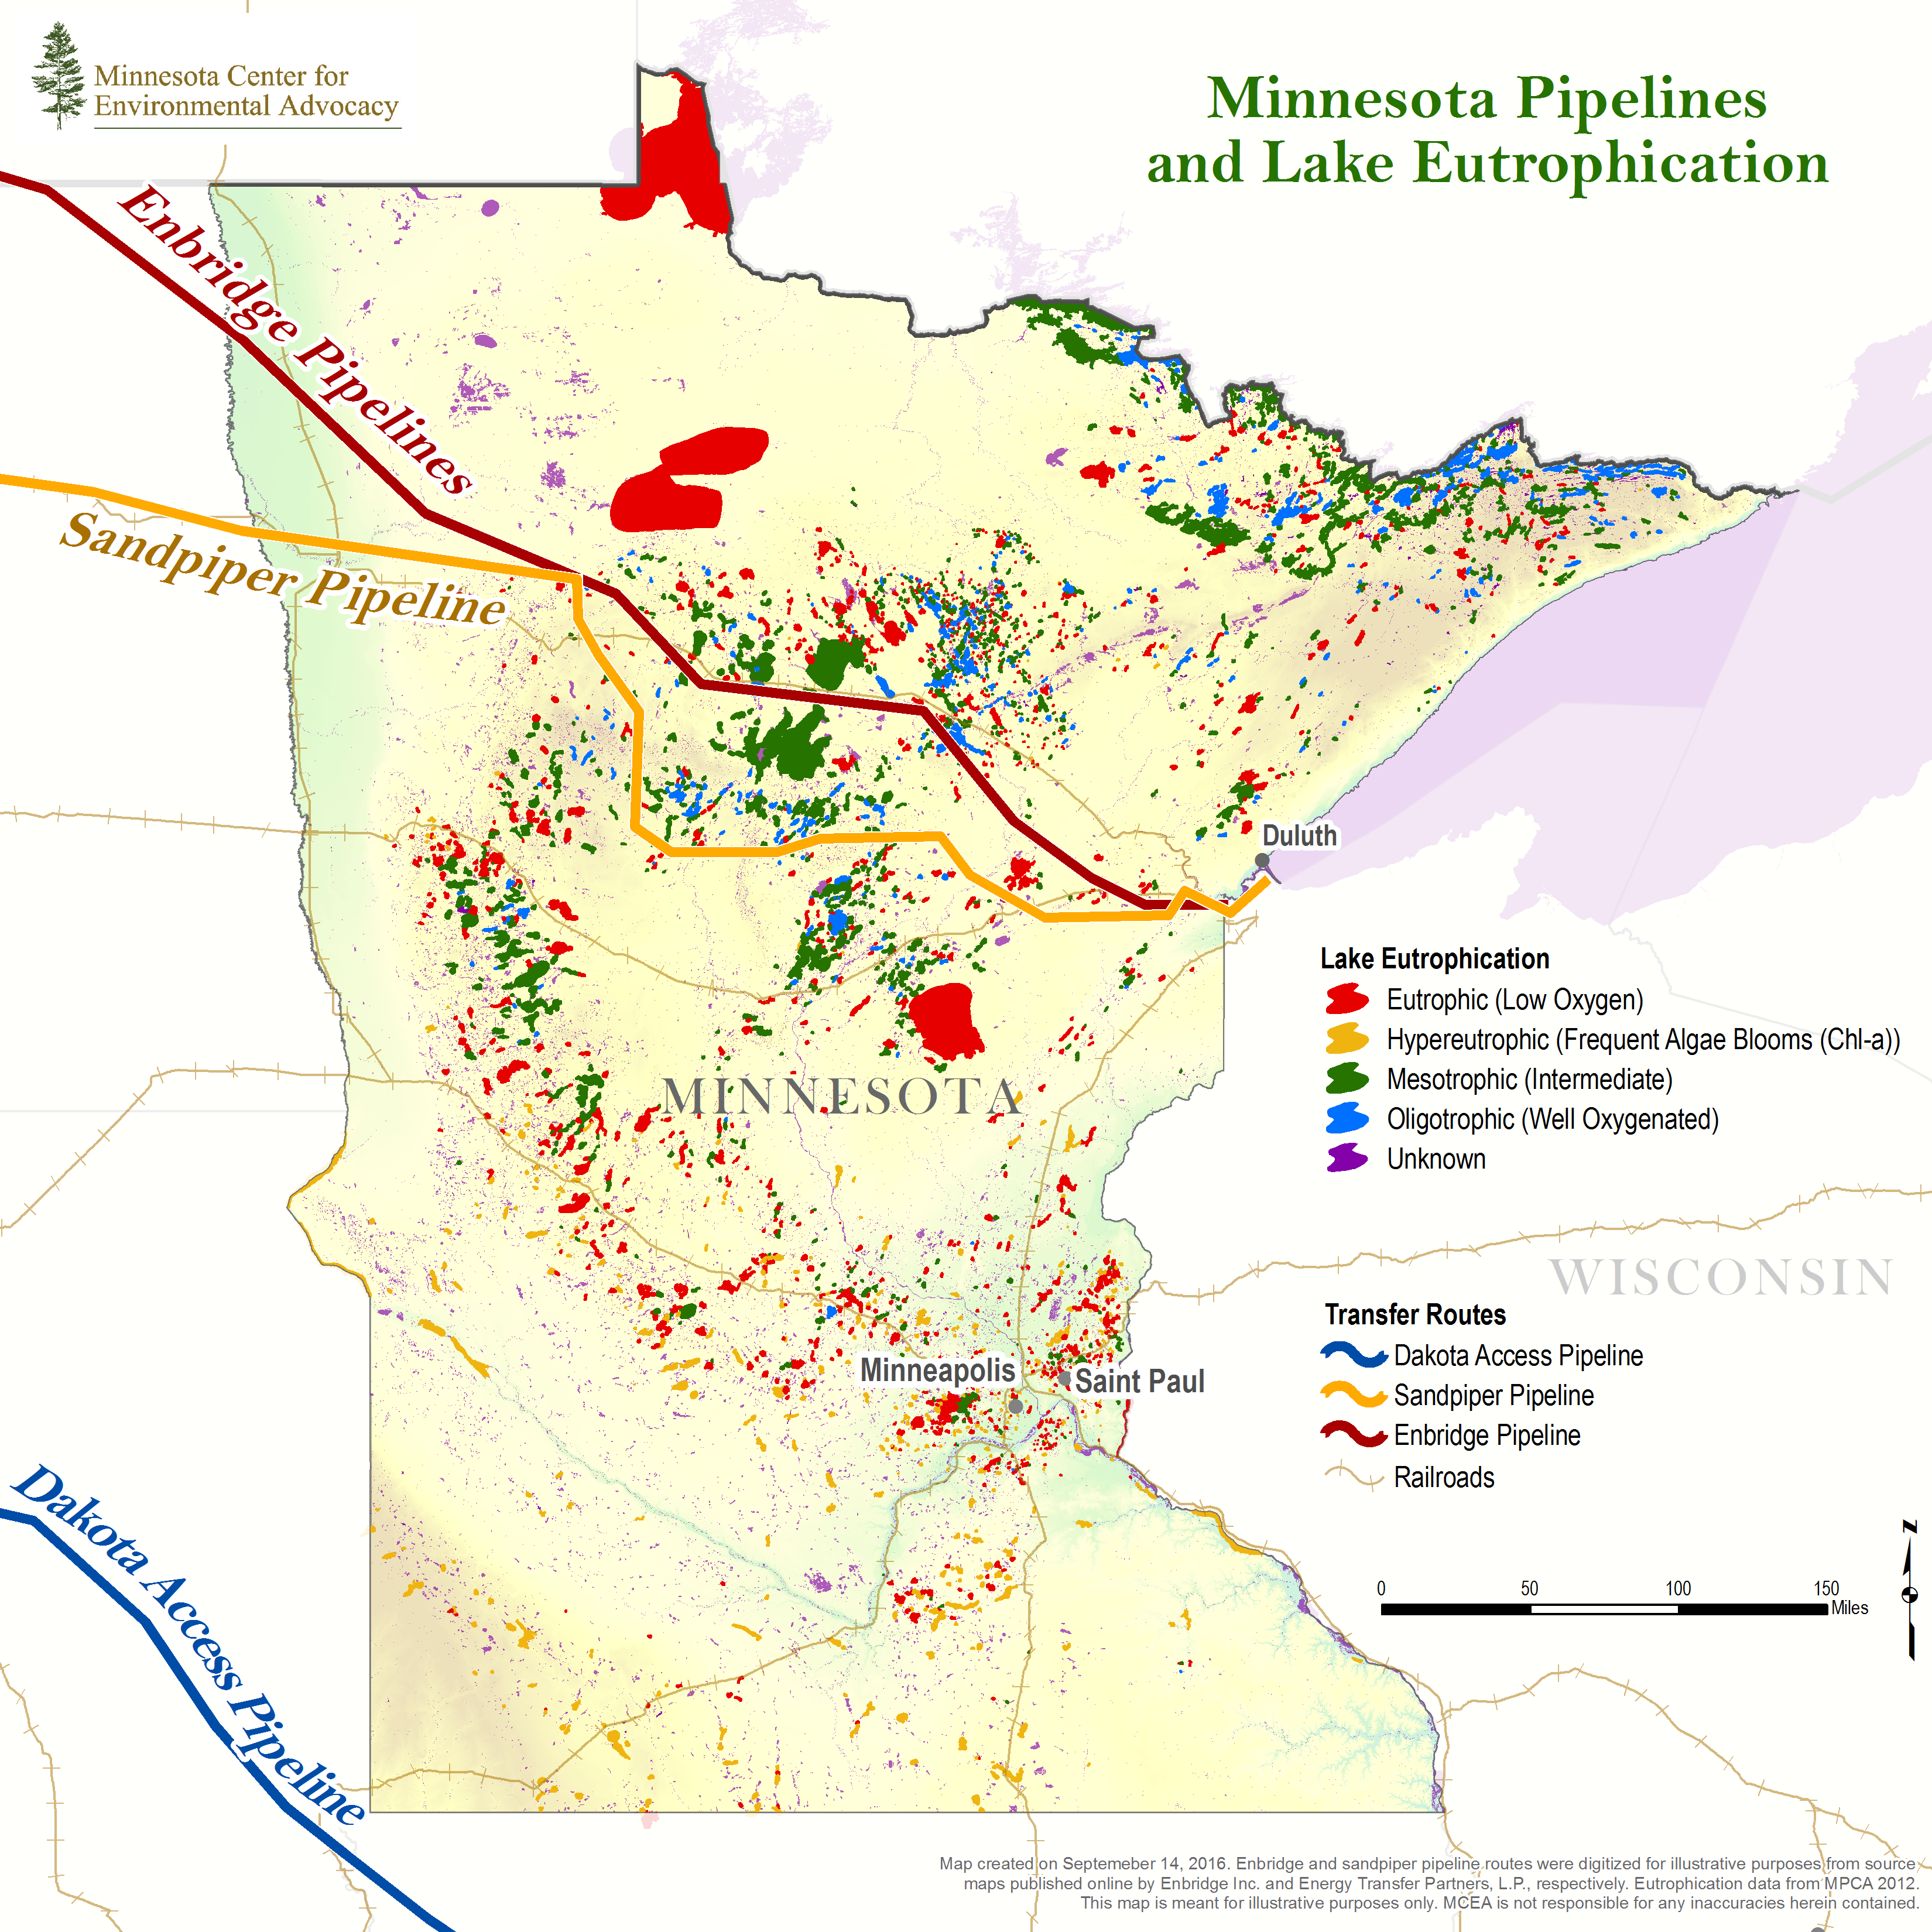 Minnesota Center for
Environmental Advocacy
Minnesota Pipelines
and Lake Eutrophication
Enbridge Pipelines
Sandpiper Pipeline
Duluth
Lake Eutrophication
Eutrophic (Low Oxygen)
Hypereutrophic (Frequent Algae Blooms (Chl-a))
Mesotrophic (Intermediate)
Oligotrophic (Well Oxygenated)
Unknown
MINNESOTA
WISCONSIN
Transfer Routes
Dakota Access Pipeline
Sandpiper Pipeline
Enbridge Pipeline
Railroads
Minneapolis
Saint Paul
Dakota Access Pipeline
N
0 50 100 150
Miles
Map created on Septemeber 14, 2016. Enbridge and sandpiper pipeline routes were digitized for illustrative purposes from source
maps published online by Enbridge Inc. and Energy Transfer Partners, L.P., respectively. Eutrophication data from MPCA 2012.
This map is meant for illustrative purposes only. MCEA is not responsible for any inaccuracies herein contained.